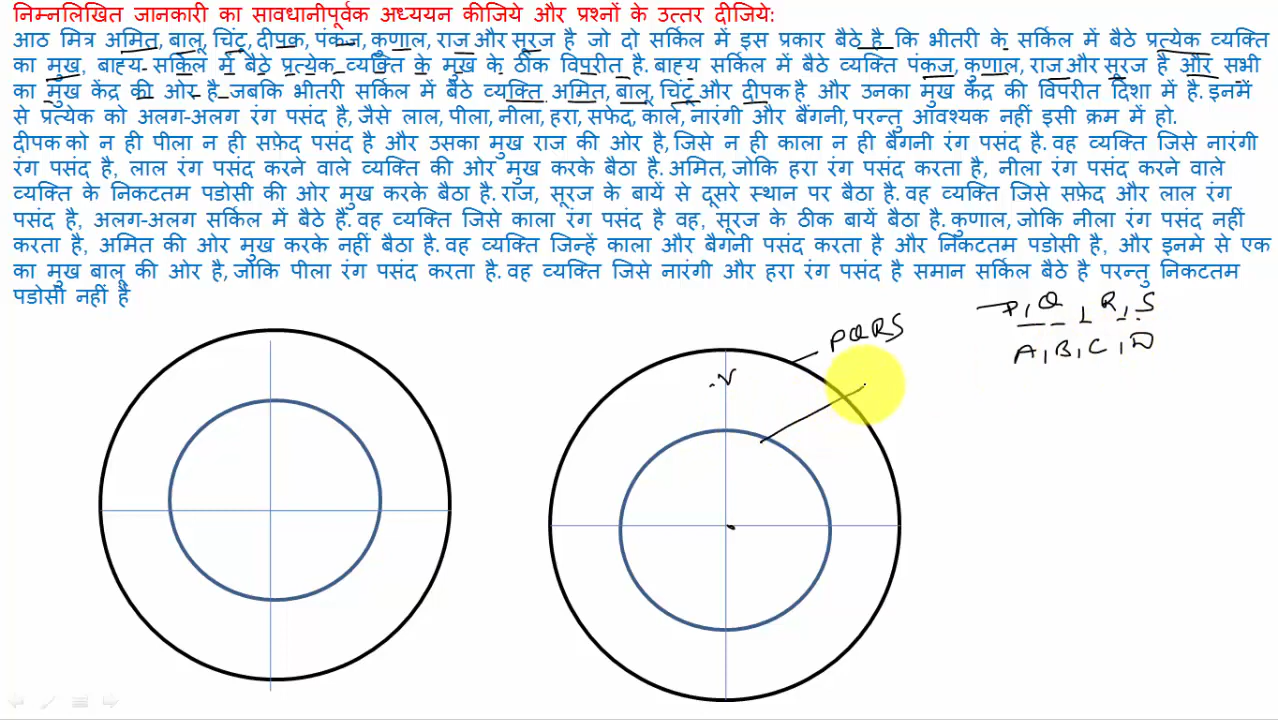 निम्नलिखित जानकारी का सावधानीपूर्वक अध्ययन कीजिये और प्रश्नों के उत्तर दीजिये:
आठ मित्र अमित, बालू, चिंटू, दीपक, पंकज, कुणाल, राज और सूरज है जो दो सर्किल में इस प्रकार बैठे है कि भीतरी के सर्किल में बैठे प्रत्येक व्यक्ति
का मुख, बाह्य सर्किल में बैठे प्रत्येक व्यक्ति के मुख के ठीक विपरीत है. बाह्य सर्किल में बैठे व्यक्ति पंकज, कुणाल, राज और सूरज है और सभी
का मुख केंद्र की ओर है जबकि भीतरी सर्किल में बैठे व्यक्ति अमित, बालू, चिंटू और दीपक है और उनका मुख केंद्र की विपरीत दिशा में है. इनमें
से प्रत्येक को अलग-अलग रंग पसंद है, जैसे लाल, पीला, नीला, हरा, सफेद, काले, नारंगी और बैंगनी, परन्तु आवश्यक नहीं इसी क्रम में हो.
दीपक को न ही पीला न ही सफ़ेद पसंद है और उसका मुख राज की ओर है, जिसे न ही काला न ही बैंगनी रंग पसंद है. वह व्यक्ति जिसे नारंगी
रंग पसंद है, लाल रंग पसंद करने वाले व्यक्ति की ओर मुख करके बैठा है. अमित, जोकि हरा रंग पसंद करता है, नीला रंग पसंद करने वाले
व्यक्ति के निकटतम पडोसी की ओर मुख करके बैठा है. राज, सूरज के बायें से दूसरे स्थान पर बैठा है. वह व्यक्ति जिसे सफ़ेद और लाल रंग
पसंद है, अलग-अलग सर्किल में बैठे हैं. वह व्यक्ति जिसे काला रंग पसंद है वह, सूरज के ठीक बायें बैठा है. कुणाल, जोकि नीला रंग पसंद नहीं
करता है, अमित की ओर मुख करके नहीं बैठा है. वह व्यक्ति जिन्हें काला और बैगनी पसंद करता है और निकटतम पडोसी है, और इनमे से एक
का मुख बालू की ओर है, जोकि पीला रंग पसंद करता है. वह व्यक्ति जिसे नारंगी और हरा रंग पसंद है समान सर्किल बैठे है परन्तु निकटतम
पडोसी नहीं है
P, Q, R, S
PQRS
A, B, C, D